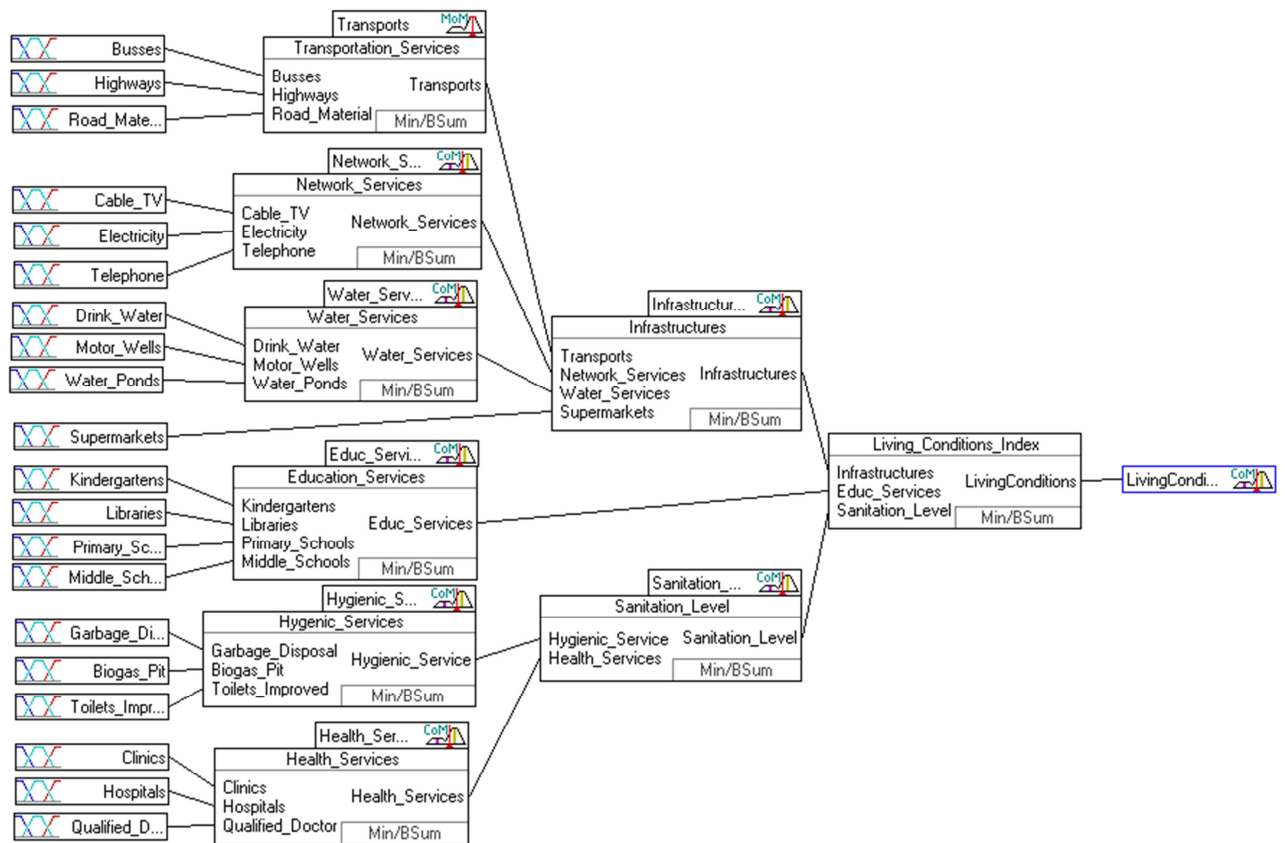 Transports MoM
Transportation_Services
Busses
Highways
Road_Mate...
Busses
Highways
Road_Material
Transports
Min/BSum
Network_S... CoM
Network_Services
Cable_TV
Electricity
Telephone
Cable_TV
Electricity
Telephone
Network_Services
Min/BSum
Water_Serv... CoM
Water_Services
Drink_Water
Motor_Wells
Water_Ponds
Drink_Water
Motor_Wells
Water_Ponds
Water_Services
Min/BSum
Supermarkets
Infrastructur... CoM
Infrastructures
Transports
Network_Services
Water_Services
Supermarkets
Infrastructures
Min/BSum
Educ_Servi... CoM
Education_Services
Kindergartens
Libraries
Primary_Sc...
Middle_Sch...
Kindergartens
Libraries
Primary_Schools
Middle_Schools
Educ_Services
Min/BSum
Living_Conditions_Index
Infrastructures
Educ_Services
Sanitation_Level
LivingConditions
Min/BSum
LivingCondi... CoM
Hygienic_S... CoM
Hygenic_Services
Garbage_Di...
Biogas_Pit
Toilets_Impr...
Garbage_Disposal
Biogas_Pit
Toilets_Improved
Hygienic_Service
Min/BSum
Sanitation_... CoM
Sanitation_Level
Hygienic_Service
Health_Services
Sanitation_Level
Min/BSum
Health_Ser... CoM
Health_Services
Clinics
Hospitals
Qualified_D...
Clinics
Hospitals
Qualified_Doctor
Health_Services
Min/BSum